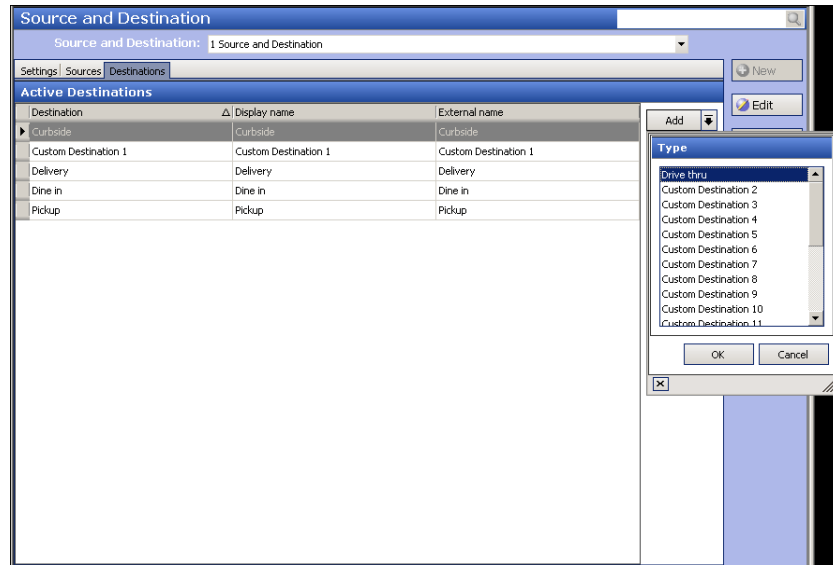 Source and Destination
Source and Destination: 1 Source and Destination
Settings Sources Destinations
New
Active Destinations
Edit
Destination Display name External name
Add
Curbside Curbside Curbside
Custom Destination 1 Custom Destination 1 Custom Destination 1
Delivery Delivery Delivery
Dine in Dine in Dine in
Pickup Pickup Pickup
Type
Drive thru
Custom Destination 2
Custom Destination 3
Custom Destination 4
Custom Destination 5
Custom Destination 6
Custom Destination 7
Custom Destination 8
Custom Destination 9
Custom Destination 10
Custom Destination 11
OK Cancel